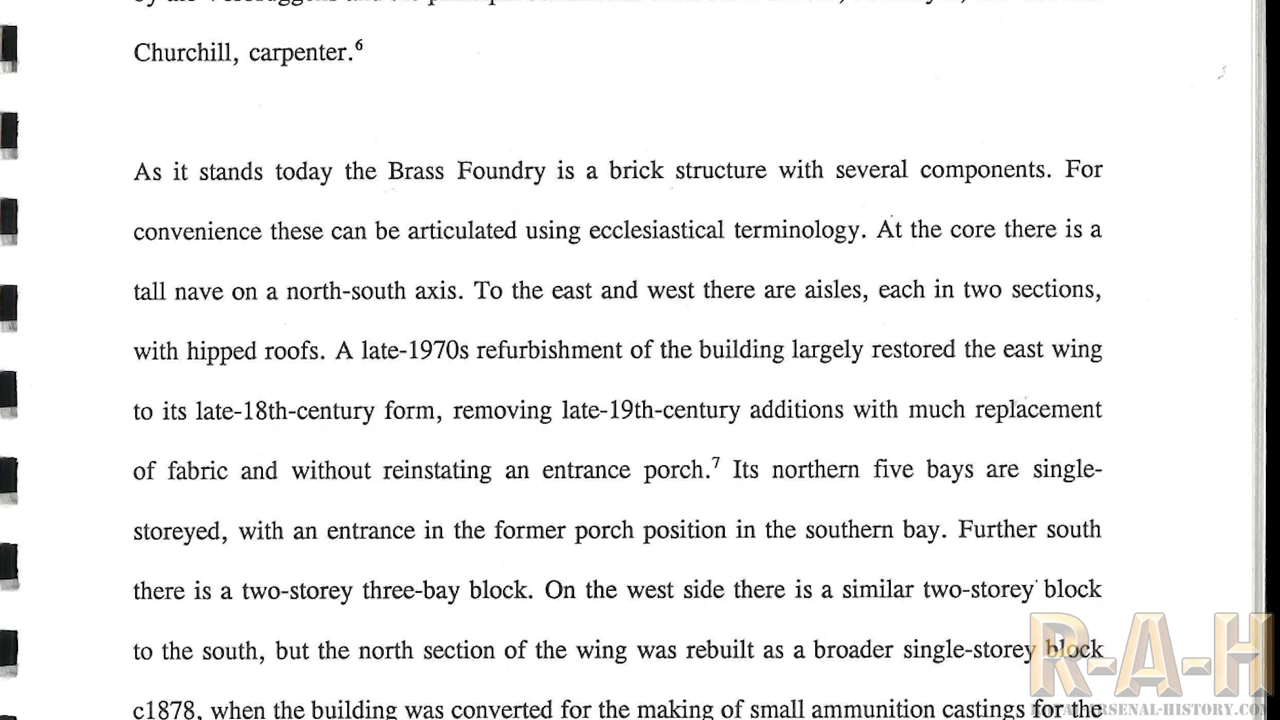 Churchill, carpenter.⁶
As it stands today the Brass Foundry is a brick structure with several components. For
convenience these can be articulated using ecclesiastical terminology. At the core there is a
tall nave on a north-south axis. To the east and west there are aisles, each in two sections,
with hipped roofs. A late-1970s refurbishment of the building largely restored the east wing
to its late-18th-century form, removing late-19th-century additions with much replacement
of fabric and without reinstating an entrance porch.⁷ Its northern five bays are single-
storeyed, with an entrance in the former porch position in the southern bay. Further south
there is a two-storey three-bay block. On the west side there is a similar two-storey block
to the south, but the north section of the wing was rebuilt as a broader single-storey block
c1878, when the building was converted for the making of small ammunition castings for the
R-A-H
ROYAL-ARSENAL-HISTORY.COM